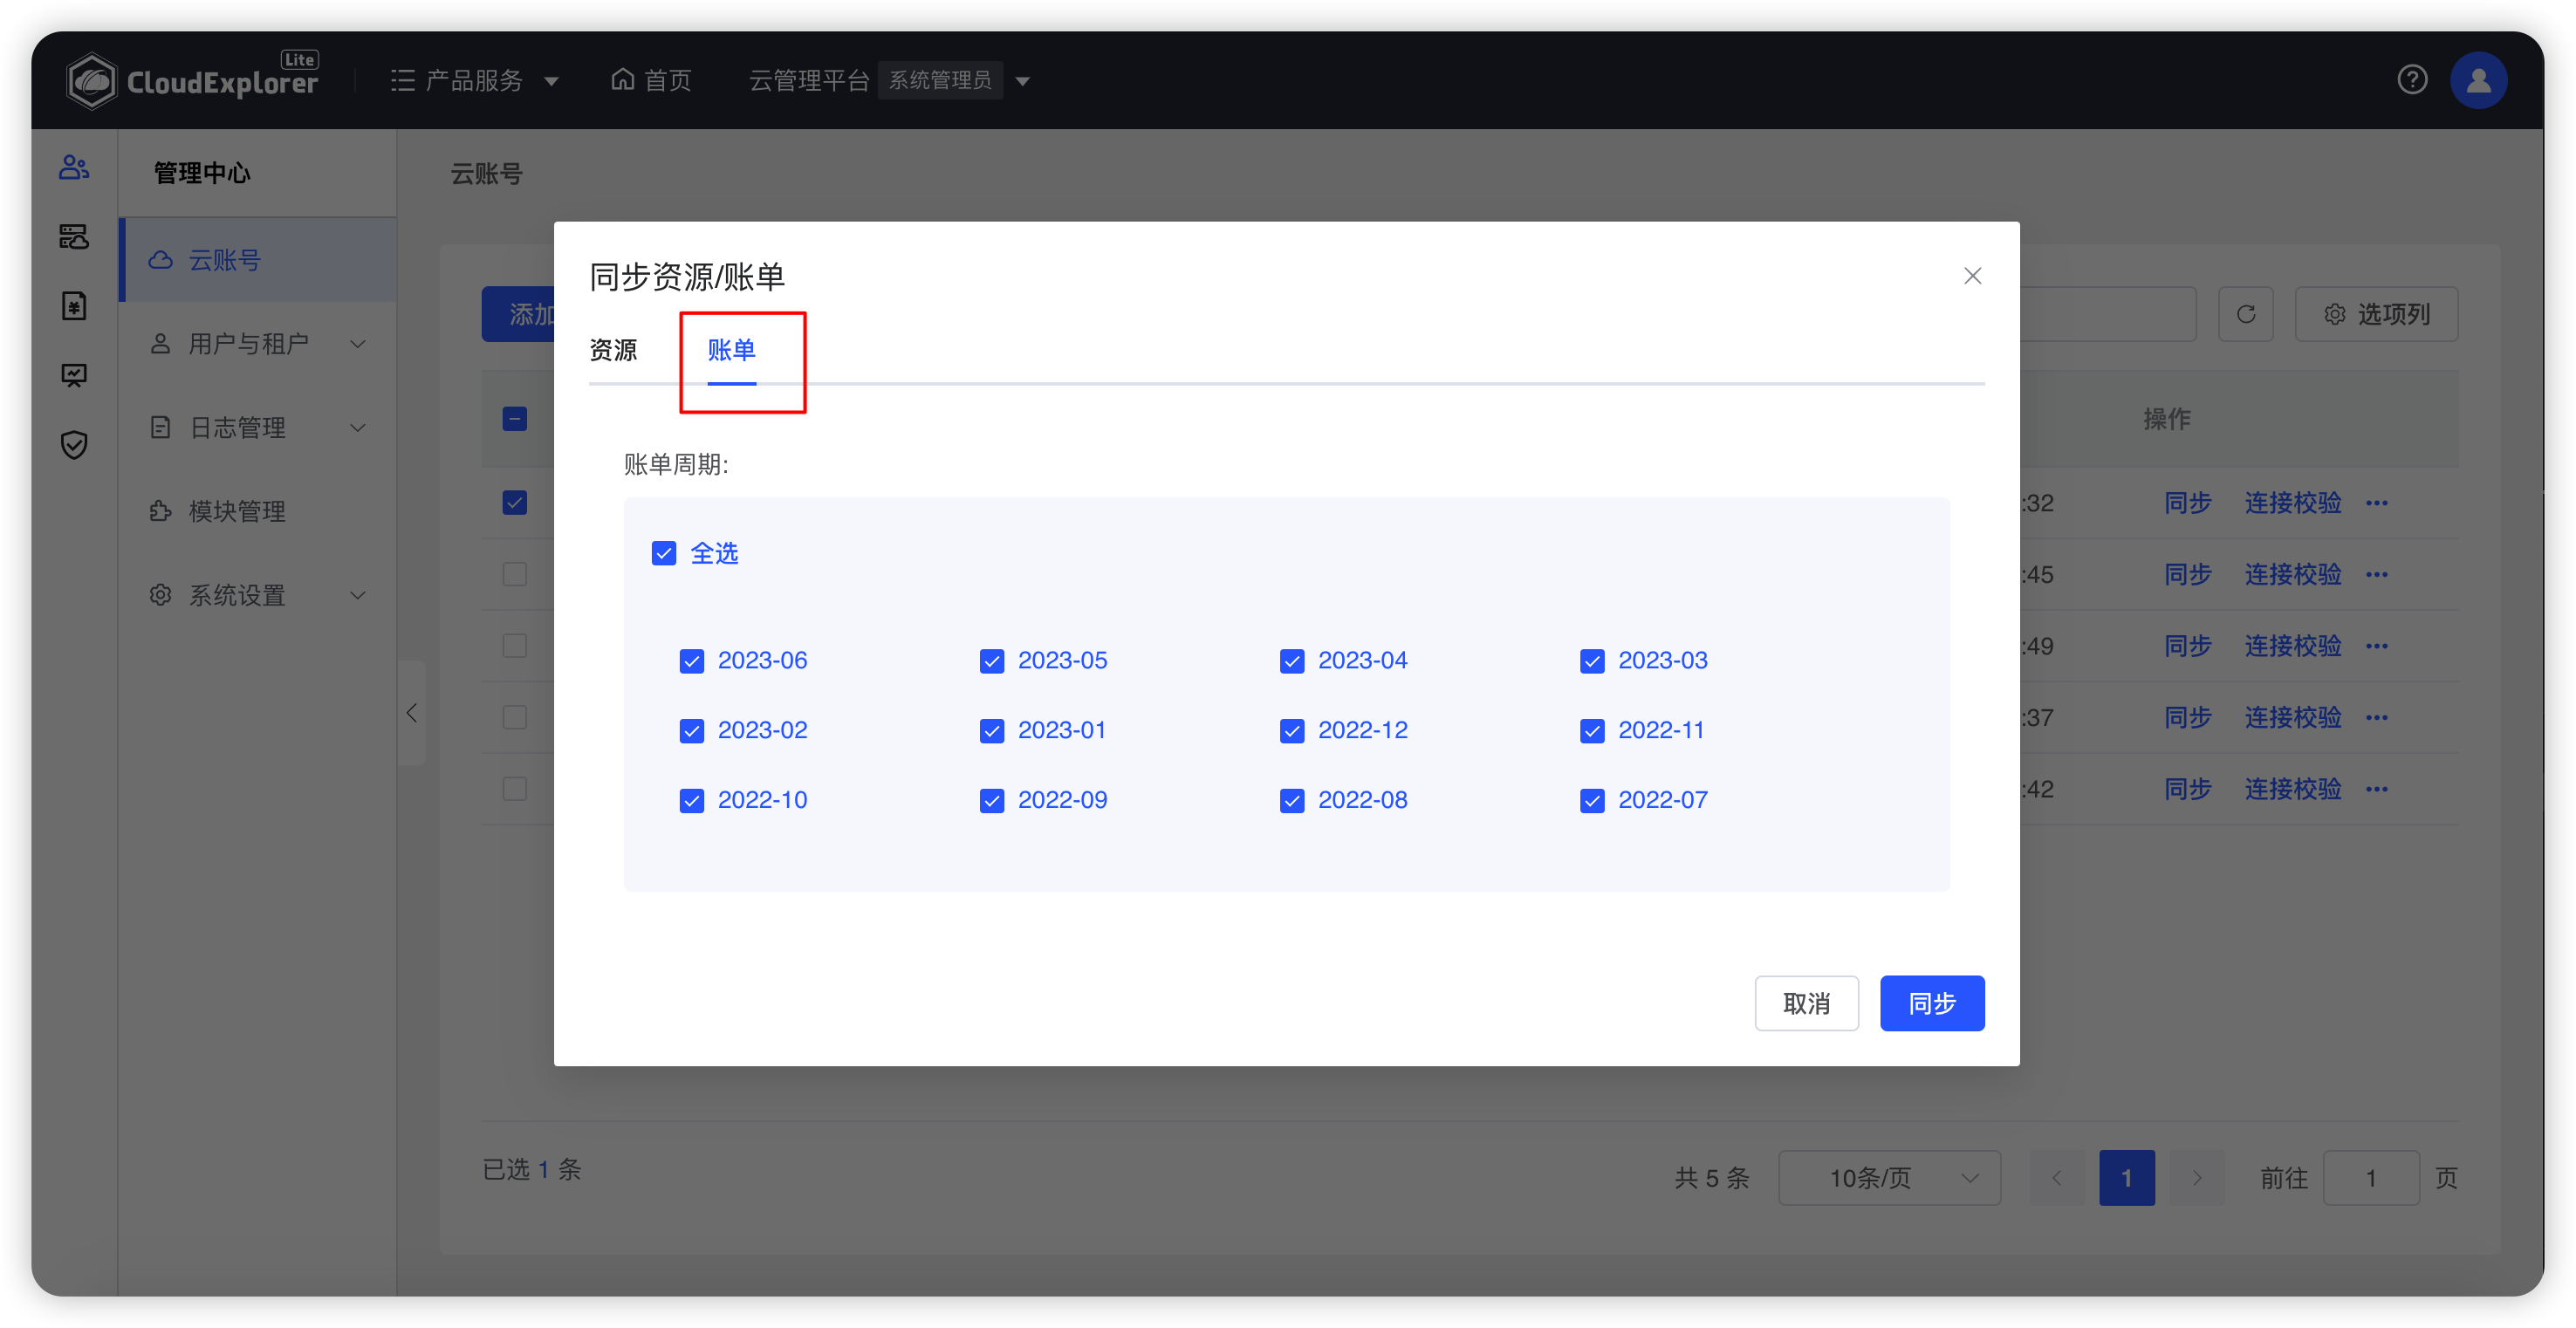 CloudExplorer Lite
产品服务
首页
云管理平台 系统管理员
管理中心
云账号
用户与租户
日志管理
模块管理
系统设置
云账号
添加
选项列
操作
:32 同步 连接校验
:45 同步 连接校验
:49 同步 连接校验
:37 同步 连接校验
:42 同步 连接校验
同步资源/账单
资源 账单
账单周期:
全选
2023-06 2023-05 2023-04 2023-03
2023-02 2023-01 2022-12 2022-11
2022-10 2022-09 2022-08 2022-07
取消 同步
已选 1 条
共 5 条 10条/页 1 前往 1 页